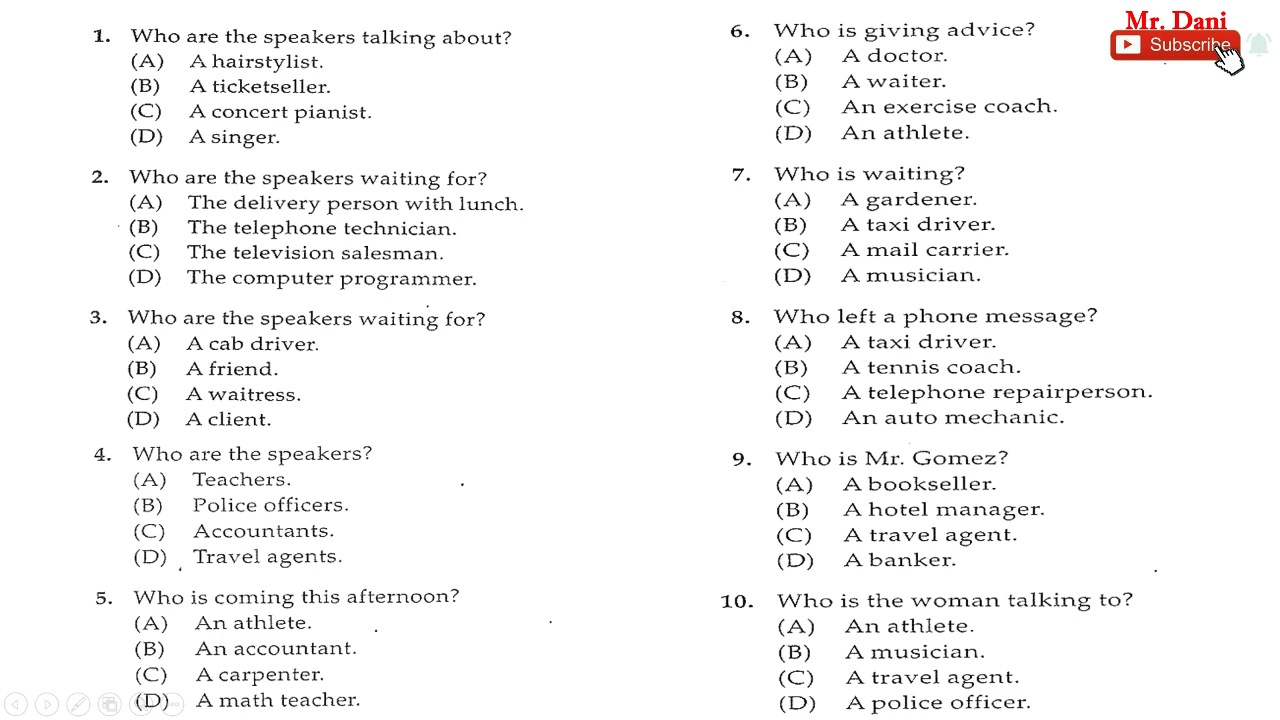 1. Who are the speakers talking about?
(A) A hairstylist.
(B) A ticketseller.
(C) A concert pianist.
(D) A singer.
2. Who are the speakers waiting for?
(A) The delivery person with lunch.
(B) The telephone technician.
(C) The television salesman.
(D) The computer programmer.
3. Who are the speakers waiting for?
(A) A cab driver.
(B) A friend.
(C) A waitress.
(D) A client.
4. Who are the speakers?
(A) Teachers.
(B) Police officers.
(C) Accountants.
(D) Travel agents.
5. Who is coming this afternoon?
(A) An athlete.
(B) An accountant.
(C) A carpenter.
(D) A math teacher.
6. Who is giving advice?
(A) A doctor.
(B) A waiter.
(C) An exercise coach.
(D) An athlete.
7. Who is waiting?
(A) A gardener.
(B) A taxi driver.
(C) A mail carrier.
(D) A musician.
8. Who left a phone message?
(A) A taxi driver.
(B) A tennis coach.
(C) A telephone repairperson.
(D) An auto mechanic.
9. Who is Mr. Gomez?
(A) A bookseller.
(B) A hotel manager.
(C) A travel agent.
(D) A banker.
10. Who is the woman talking to?
(A) An athlete.
(B) A musician.
(C) A travel agent.
(D) A police officer.
Mr. Dani
Subscribe